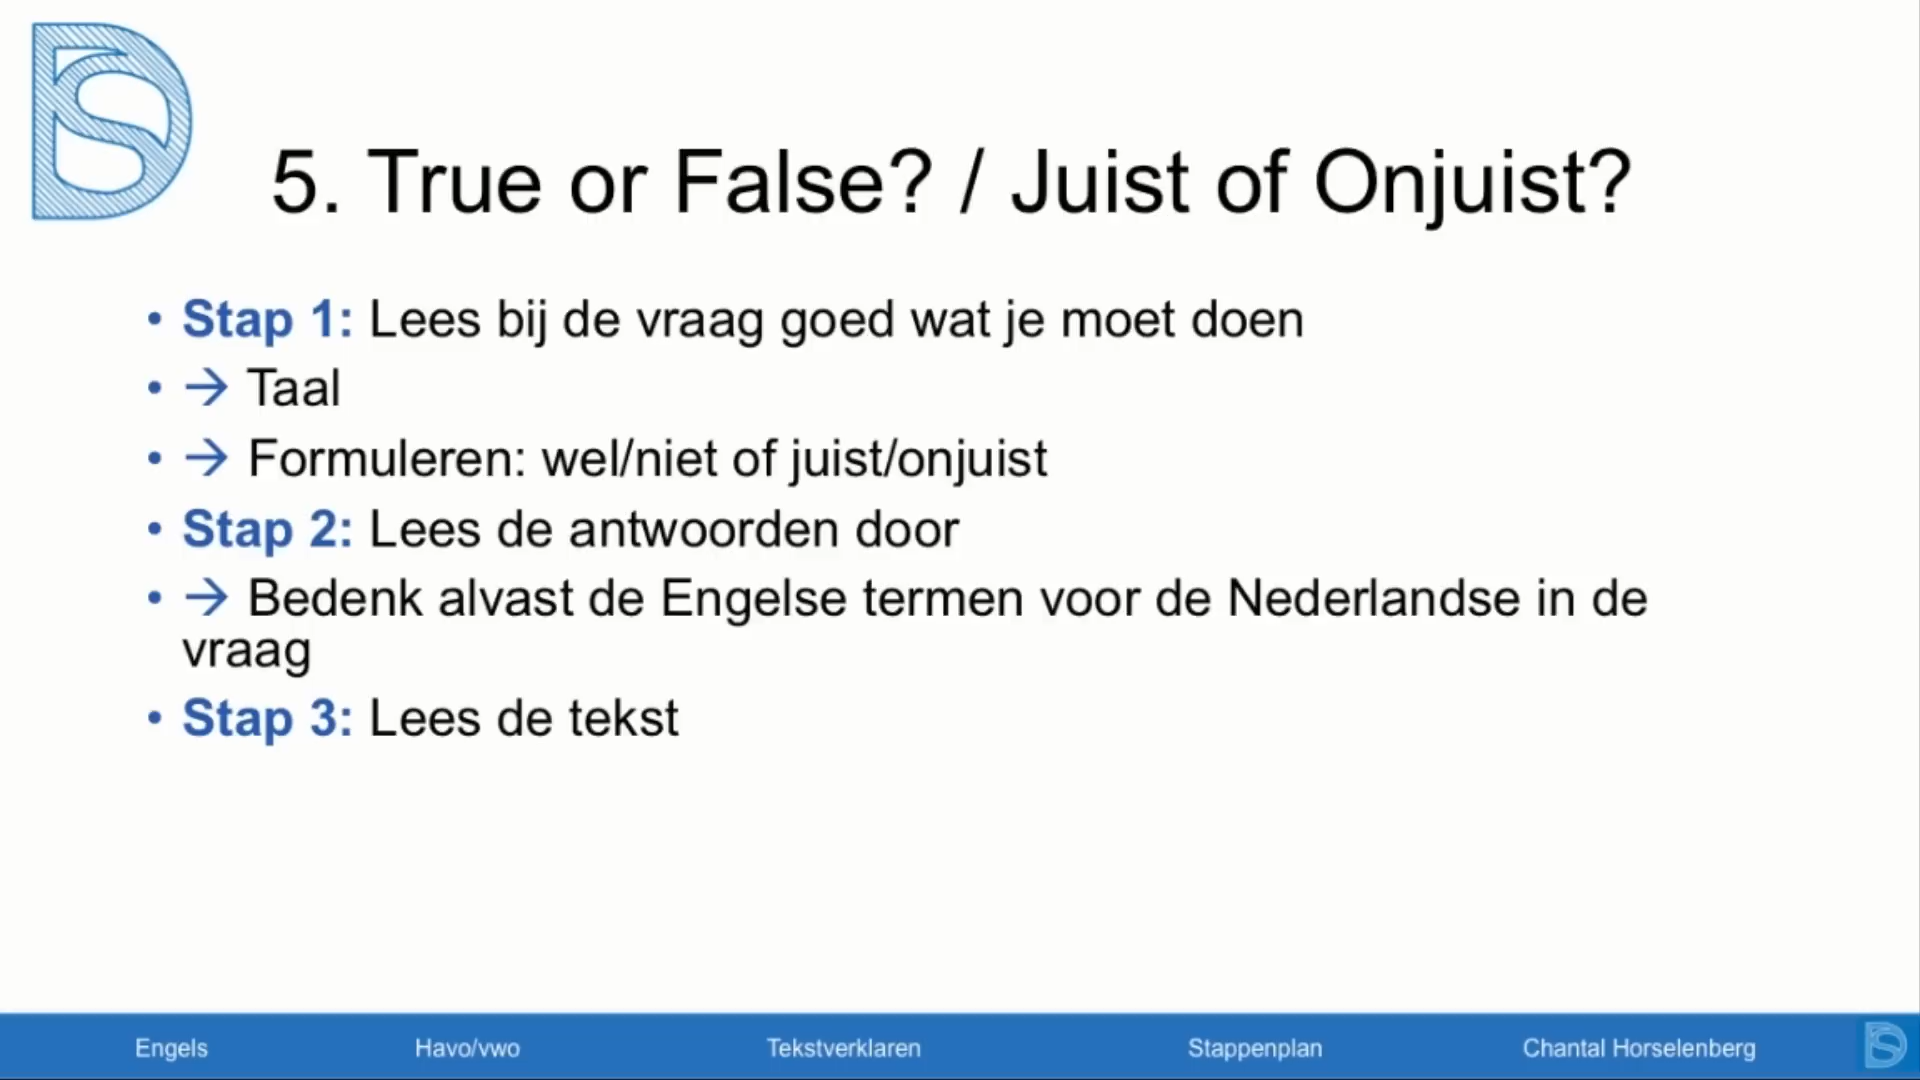 5. True or False? / Juist of Onjuist?
• Stap 1: Lees bij de vraag goed wat je moet doen
• → Taal
• → Formuleren: wel/niet of juist/onjuist
• Stap 2: Lees de antwoorden door
• → Bedenk alvast de Engelse termen voor de Nederlandse in de
vraag
• Stap 3: Lees de tekst
Engels Havo/vwo Tekstverklaren Stappenplan Chantal Horselenberg